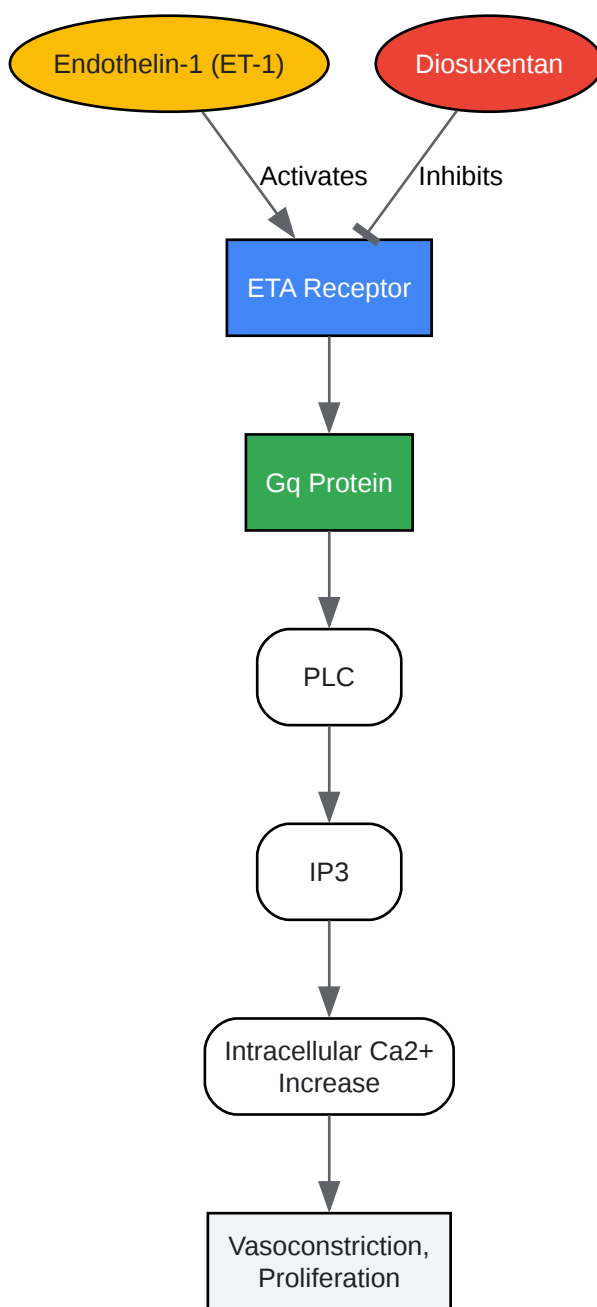 Endothelin-1 (ET-1)
Diosuxentan
Activates
Inhibits
ETA Receptor
Gq Protein
PLC
IP3
Intracellular Ca2+
Increase
Vasoconstriction,
Proliferation